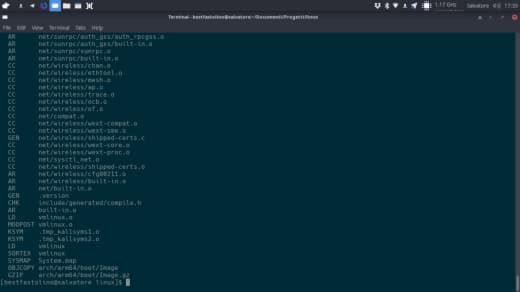 1.17 GHz Salvatore 17:33
Terminal - bestfastolino@salvatore:~/Documenti/Progetti/linux
File Edit View Terminal Tabs Help
AR net/sunrpc/auth_gss/auth_rpcgss.o
AR net/sunrpc/auth_gss/built-in.o
AR net/sunrpc/sunrpc.o
AR net/sunrpc/built-in.o
CC net/wireless/chan.o
CC net/wireless/ethtool.o
CC net/wireless/mesh.o
CC net/wireless/ap.o
CC net/wireless/trace.o
CC net/wireless/ocb.o
CC net/wireless/of.o
CC net/compat.o
CC net/wireless/wext-compat.o
CC net/wireless/wext-sme.o
GEN net/wireless/shipped-certs.c
CC net/wireless/wext-core.o
CC net/wireless/wext-proc.o
CC net/sysctl_net.o
CC net/wireless/shipped-certs.o
AR net/wireless/cfg80211.o
AR net/wireless/built-in.o
AR net/built-in.o
GEN .version
CHK include/generated/compile.h
AR built-in.o
LD vmlinux.o
MODPOST vmlinux.o
KSYM .tmp_kallsyms1.o
KSYM .tmp_kallsyms2.o
LD vmlinux
SORTEX vmlinux
SYSMAP System.map
OBJCOPY arch/arm64/boot/Image
GZIP arch/arm64/boot/Image.gz
[bestfastolino@salvatore linux]$